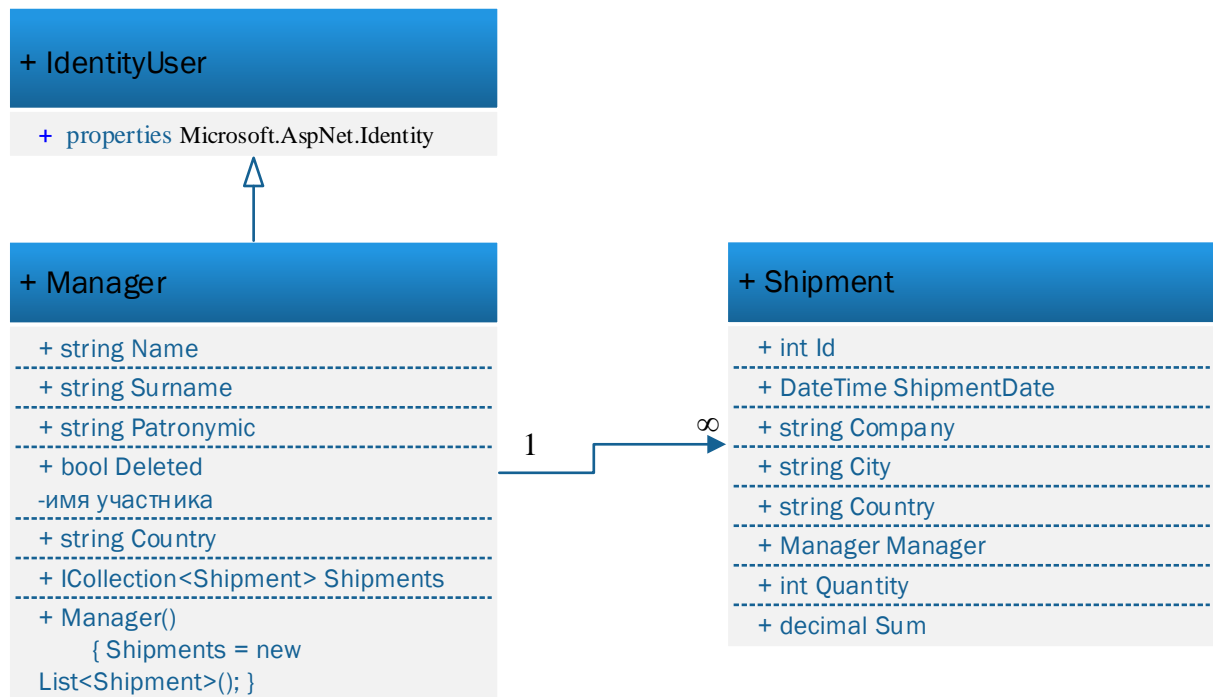 + IdentityUser
+ properties Microsoft.AspNet.Identity
+ Manager
+ string Name
+ string Surname
+ string Patronymic
+ bool Deleted
-имя участника
+ string Country
+ ICollection<Shipment> Shipments
+ Manager()
{ Shipments = new
List<Shipment>(); }
1
∞
+ Shipment
+ int Id
+ DateTime ShipmentDate
+ string Company
+ string City
+ string Country
+ Manager Manager
+ int Quantity
+ decimal Sum